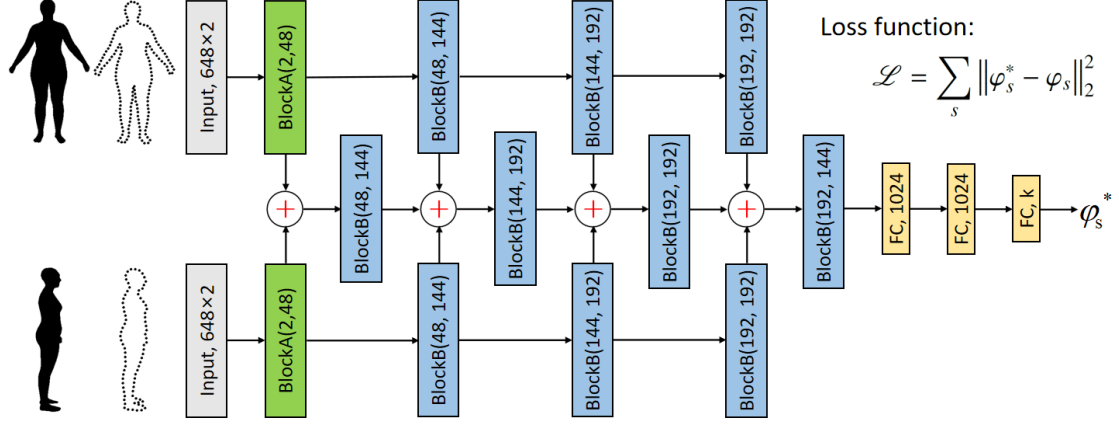 Input, 648×2
BlockA(2,48)
BlockB(48, 144)
BlockB(144, 192)
BlockB(192, 192)
Loss function:
ℒ = ∑ₛ ‖φₛ* − φₛ‖₂²
+
BlockB(48, 144)
+
BlockB(144, 192)
+
BlockB(192, 192)
+
BlockB(192, 144)
FC, 1024
FC, 1024
FC, k
φₛ*
Input, 648×2
BlockA(2,48)
BlockB(48, 144)
BlockB(144, 192)
BlockB(192, 192)